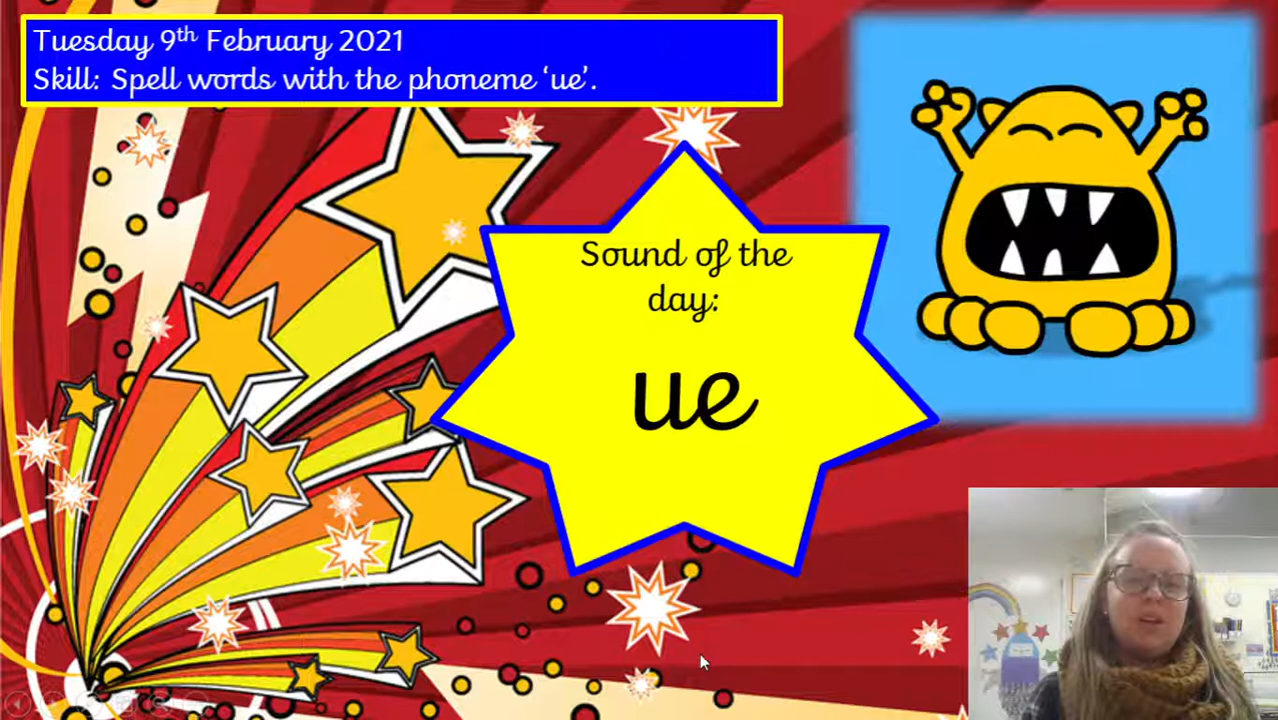 Tuesday 9th February 2021
Skill: Spell words with the phoneme ‘ue’.
Sound of the
day:
ue